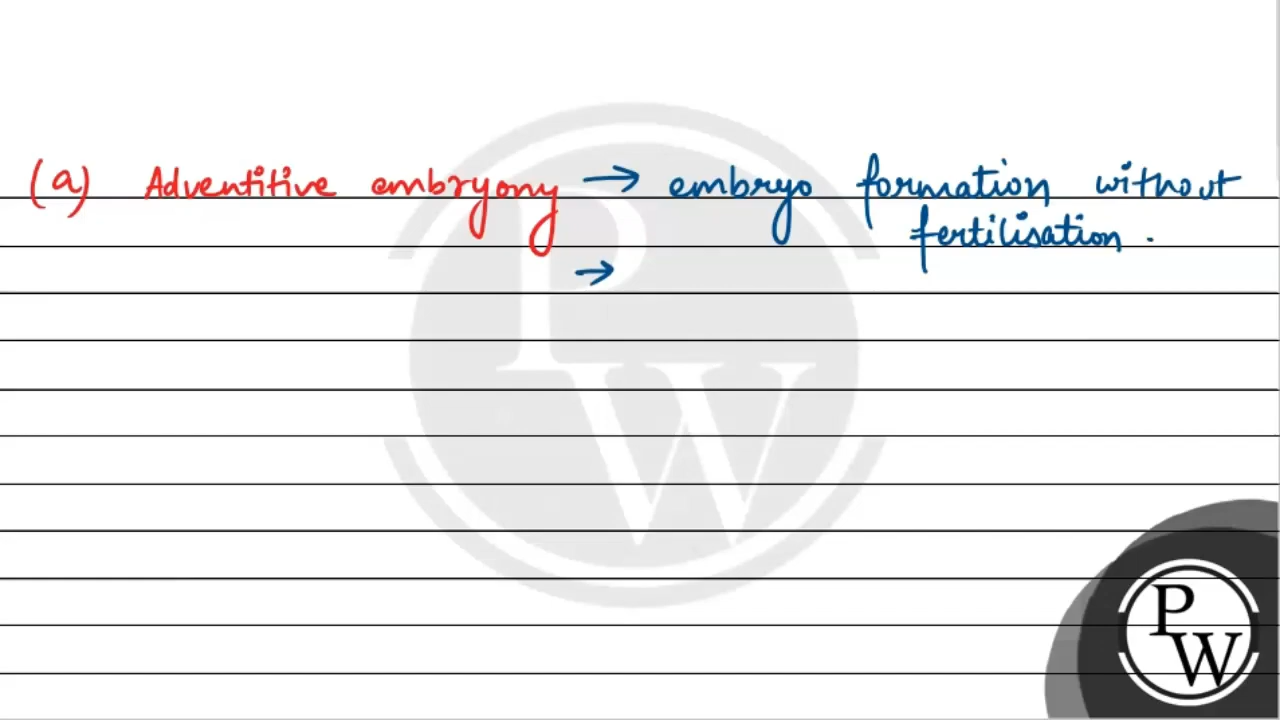 (a) Adventitive embryony → embryo formation without
fertilisation.
→
P
W
P
W